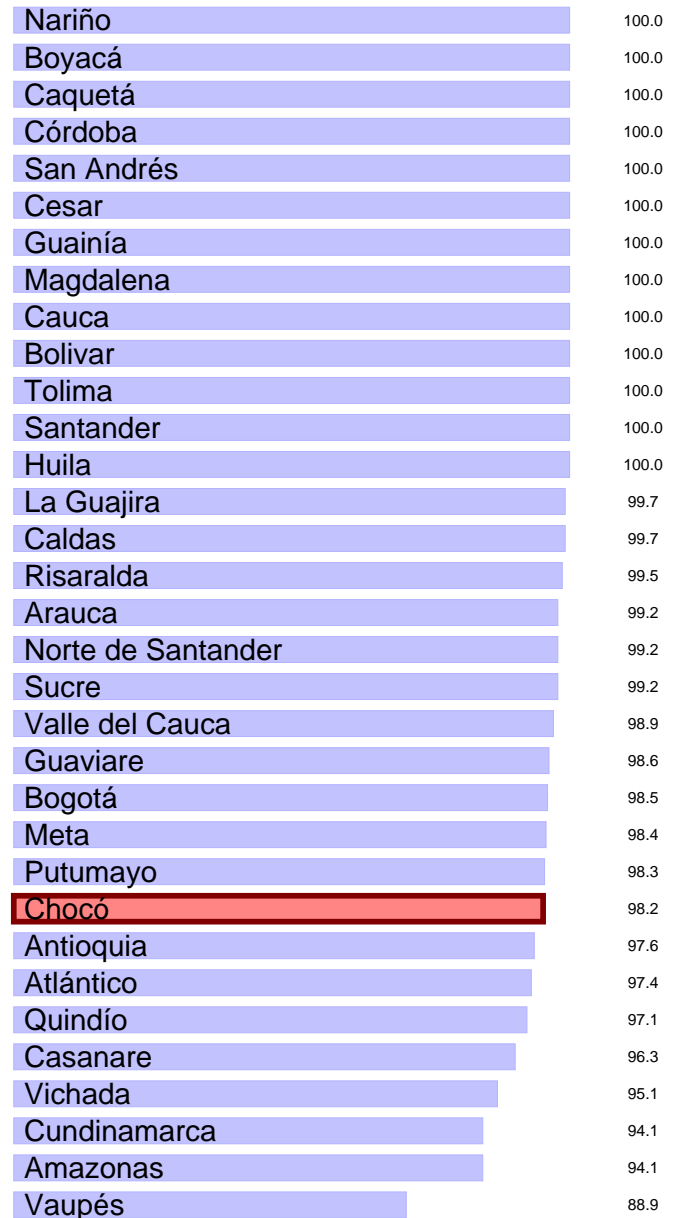 Nariño 100.0
Boyacá 100.0
Caquetá 100.0
Córdoba 100.0
San Andrés 100.0
Cesar 100.0
Guainía 100.0
Magdalena 100.0
Cauca 100.0
Bolivar 100.0
Tolima 100.0
Santander 100.0
Huila 100.0
La Guajira 99.7
Caldas 99.7
Risaralda 99.5
Arauca 99.2
Norte de Santander 99.2
Sucre 99.2
Valle del Cauca 98.9
Guaviare 98.6
Bogotá 98.5
Meta 98.4
Putumayo 98.3
Chocó 98.2
Antioquia 97.6
Atlántico 97.4
Quindío 97.1
Casanare 96.3
Vichada 95.1
Cundinamarca 94.1
Amazonas 94.1
Vaupés 88.9